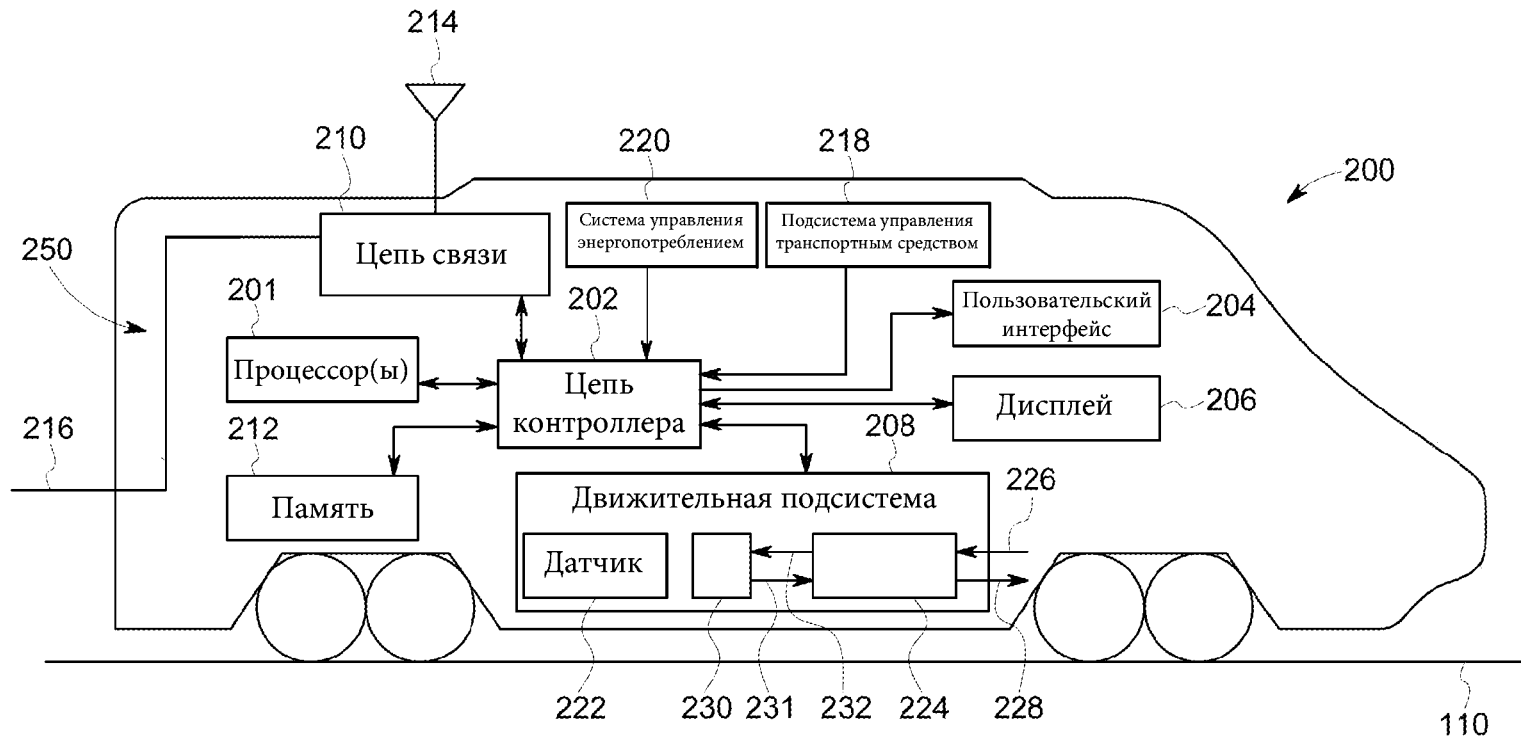 214
210
220
218
200
Система управления
энергопотреблением
Подсистема управления
транспортным средством
Цепь связи
250
201
202
Пользовательский
интерфейс
204
Процессор(ы)
Цепь
контроллера
Дисплей
206
216
212
208
Память
Движительная подсистема
226
Датчик
222
230
231
232
224
228
110